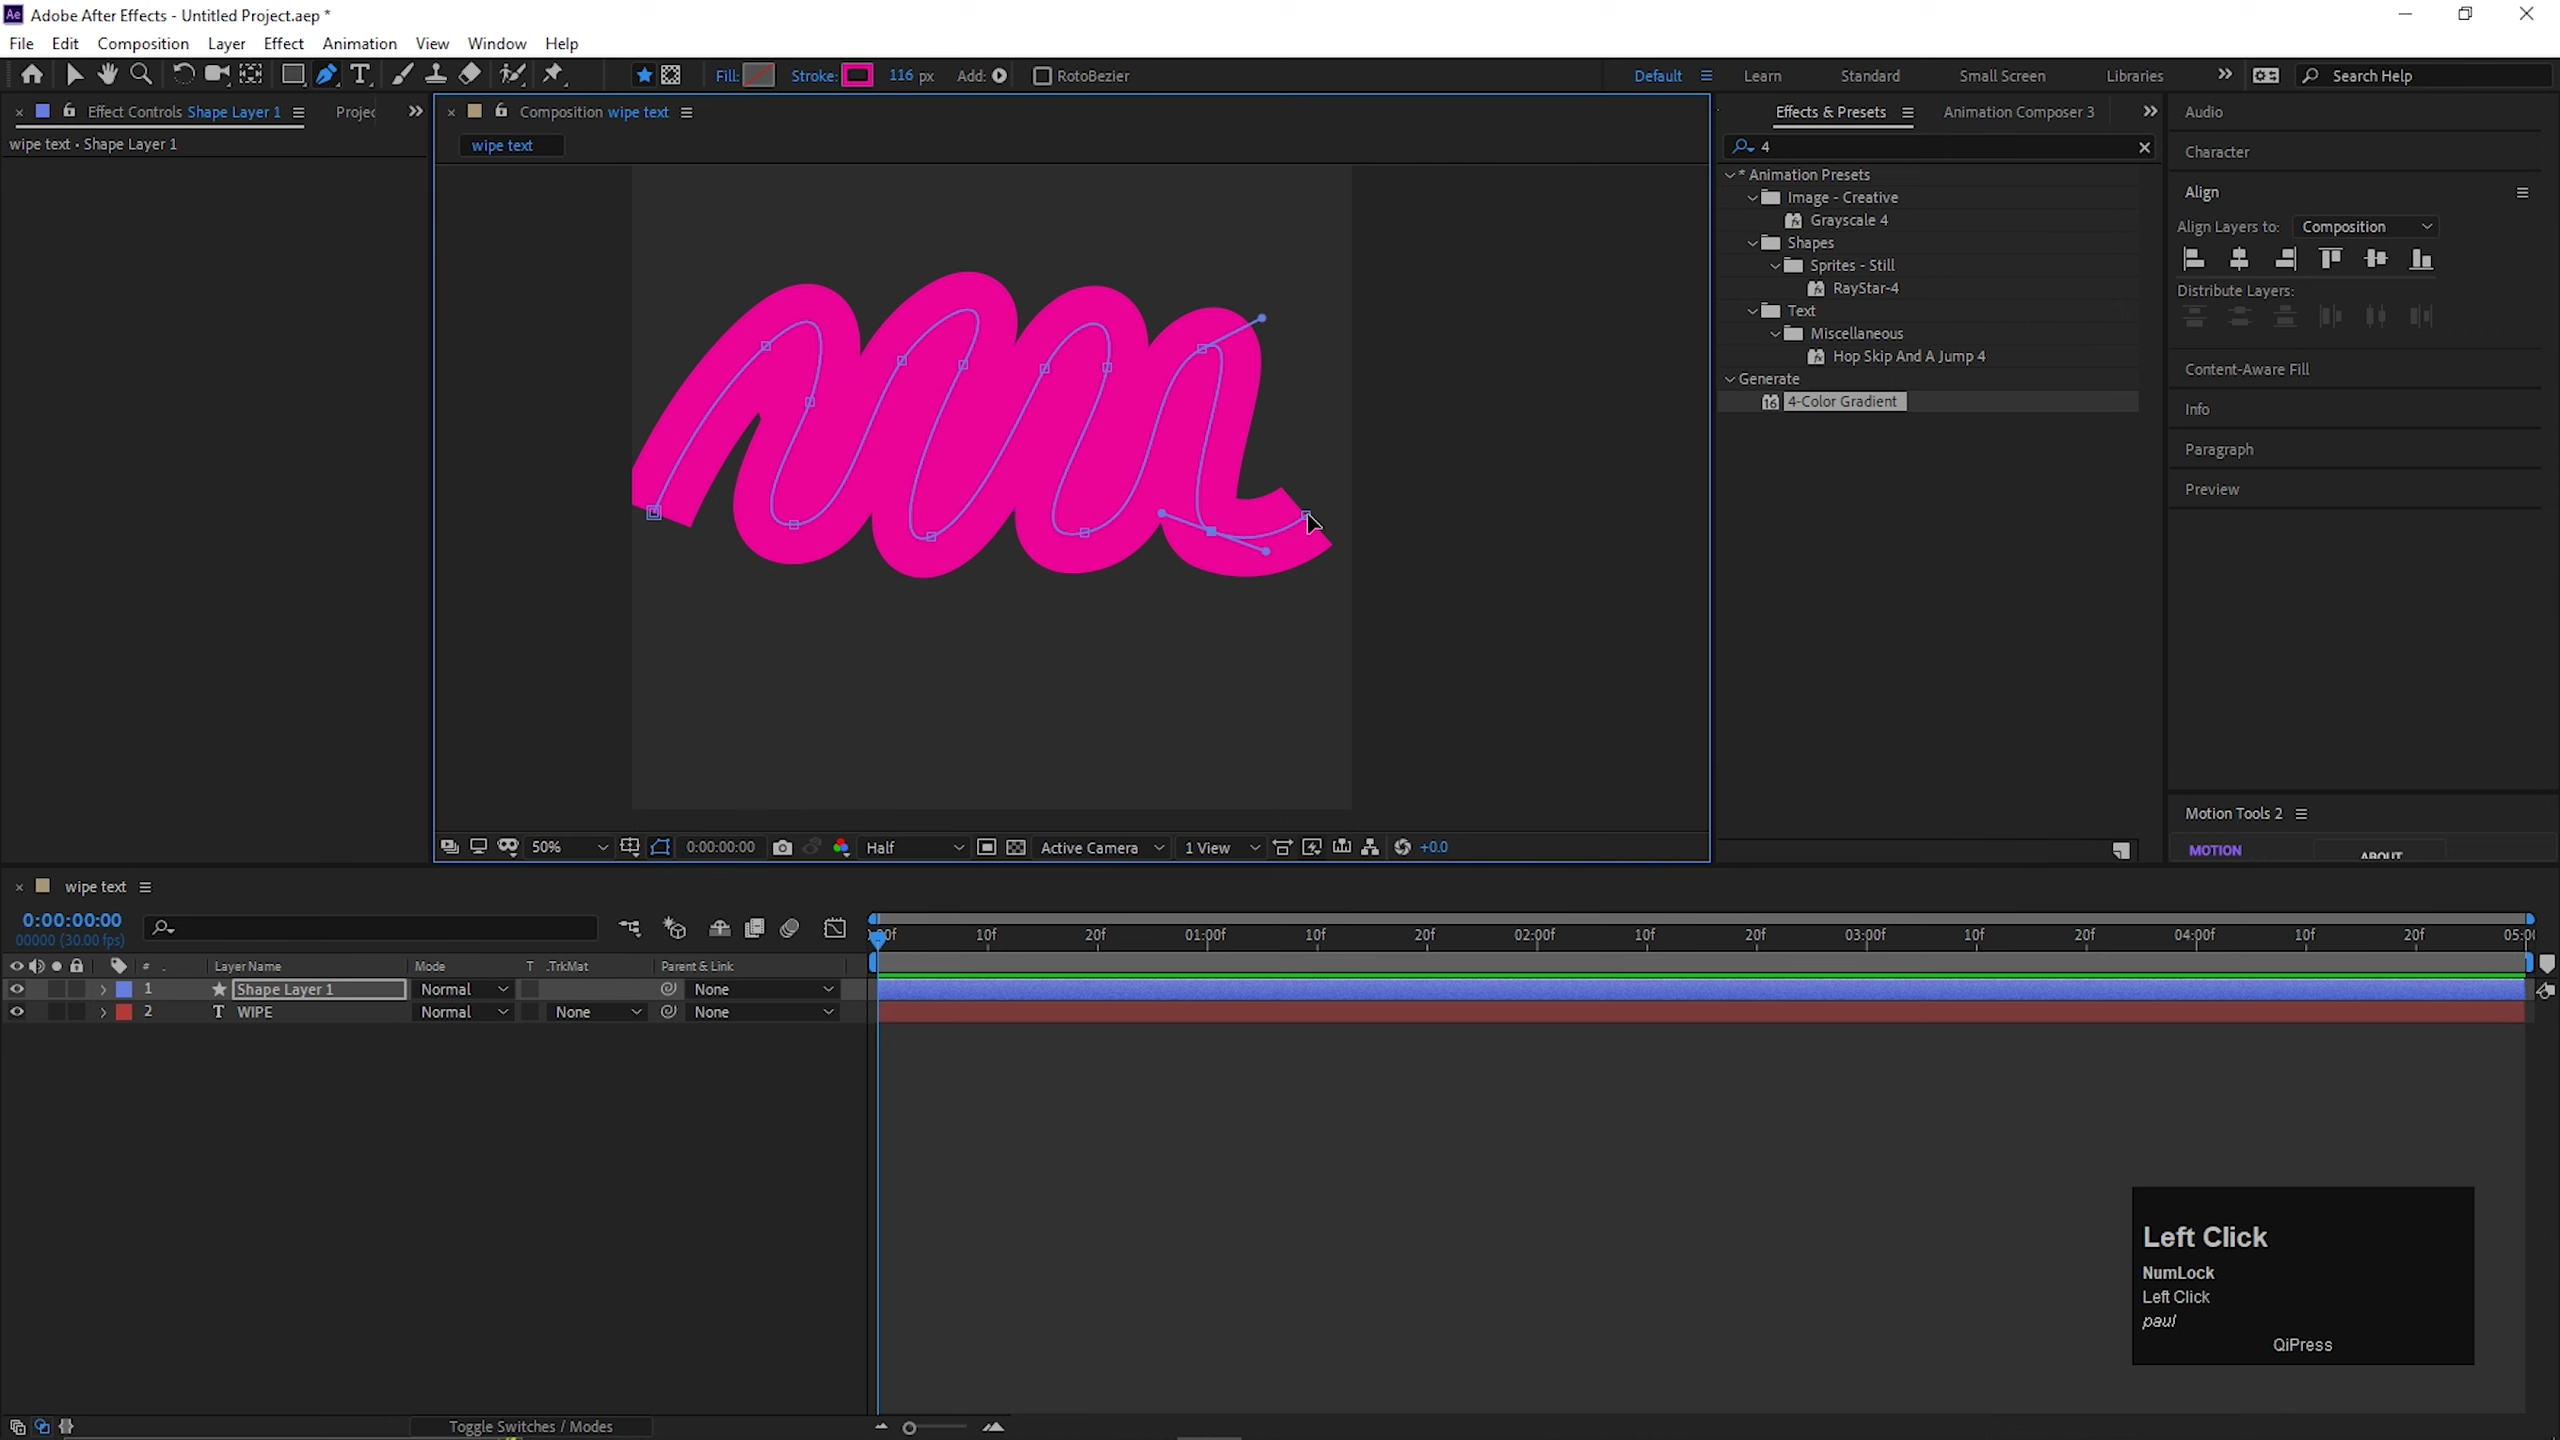 Adobe After Effects - Untitled Project.aep *
File Edit Composition Layer Effect Animation View Window Help
Fill: Stroke: 116 px Add: RotoBezier Default Learn Standard Small Screen Libraries Search Help
Effect Controls Shape Layer 1 Projec
wipe text • Shape Layer 1
Composition wipe text
wipe text
Effects & Presets Animation Composer 3
4
* Animation Presets
Image - Creative
Grayscale 4
Shapes
Sprites - Still
RayStar-4
Text
Miscellaneous
Hop Skip And A Jump 4
Generate
4-Color Gradient
Audio
Character
Align
Align Layers to: Composition
Distribute Layers:
Content-Aware Fill
Info
Paragraph
Preview
Motion Tools 2
MOTION ABOUT
50% 0:00:00:00 Half Active Camera 1 View +0.0
wipe text
0:00:00:00
00000 (30.00 fps)
10f 20f 01:00f 10f 20f 02:00f 10f 20f 03:00f 10f 20f 04:00f 10f 20f
# Layer Name Mode T .TrkMat Parent & Link
1 Shape Layer 1 Normal None
2 T WIPE Normal None None
Left Click
NumLock
Left Click
paul
QiPress
Toggle Switches / Modes